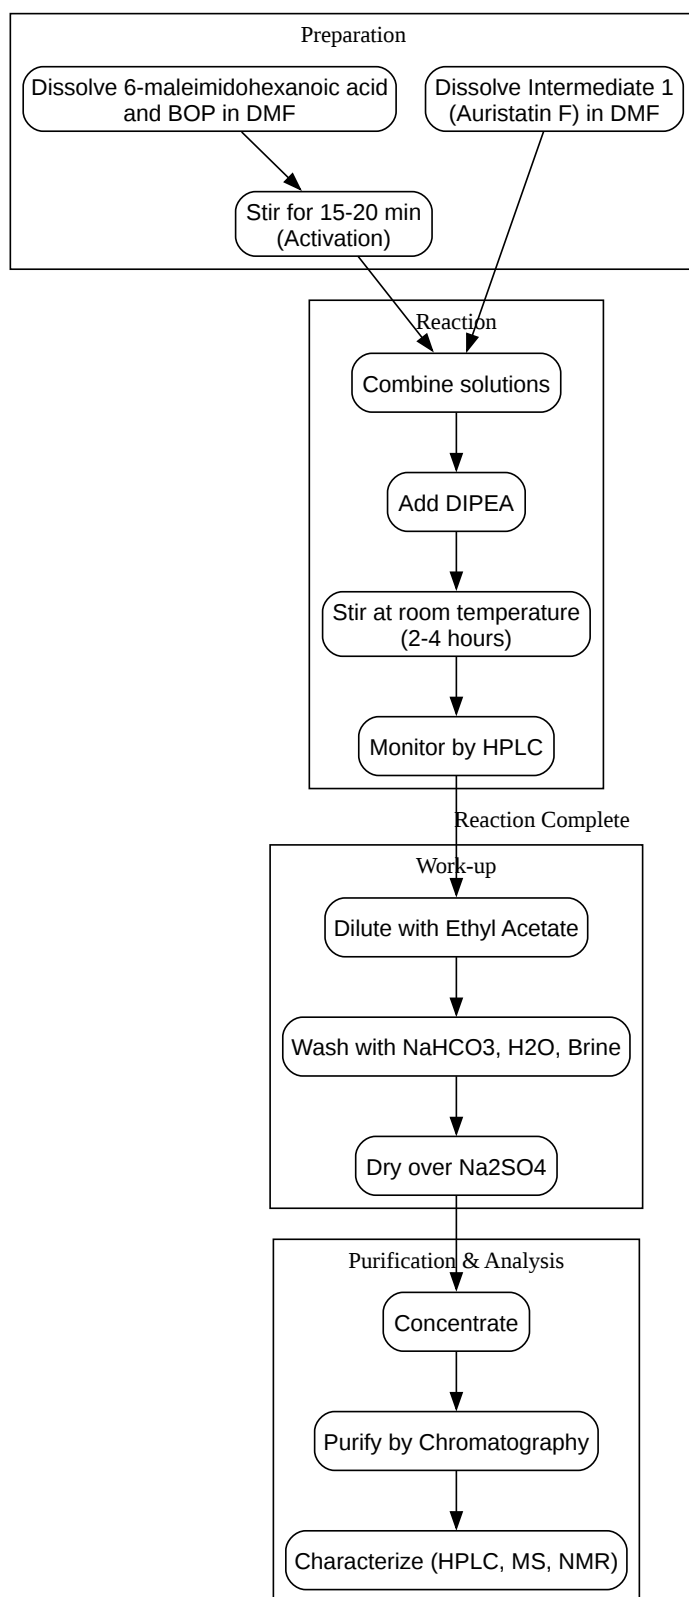 Preparation
Dissolve 6-maleimidohexanoic acid
and BOP in DMF
Dissolve Intermediate 1
(Auristatin F) in DMF
Stir for 15-20 min
(Activation)
Reaction
Combine solutions
Add DIPEA
Stir at room temperature
(2-4 hours)
Monitor by HPLC
Reaction Complete
Work-up
Dilute with Ethyl Acetate
Wash with NaHCO3, H2O, Brine
Dry over Na2SO4
Purification & Analysis
Concentrate
Purify by Chromatography
Characterize (HPLC, MS, NMR)